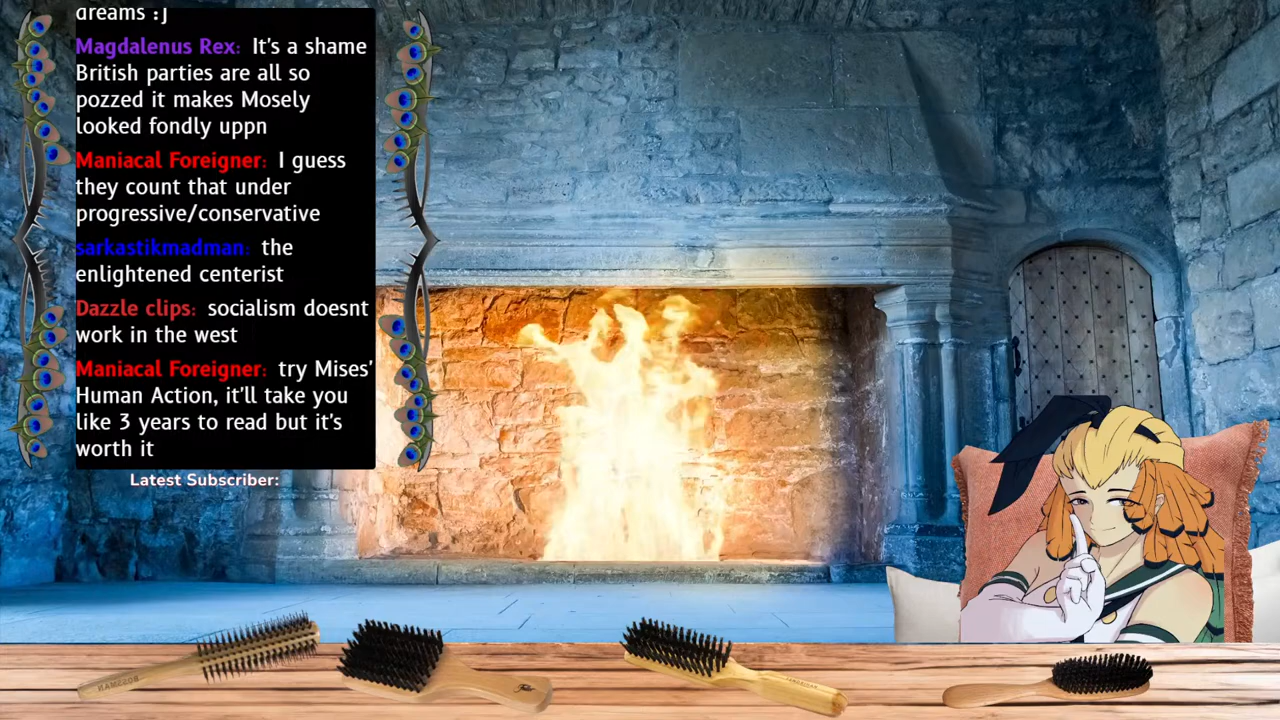 dreams :]
Magdalenus Rex: It's a shame
British parties are all so
pozzed it makes Mosely
looked fondly uppn
Maniacal Foreigner: I guess
they count that under
progressive/conservative
sarkastikmadman: the
enlightened centerist
Dazzle clips: socialism doesnt
work in the west
Maniacal Foreigner: try Mises'
Human Action, it'll take you
like 3 years to read but it's
worth it
Latest Subscriber: